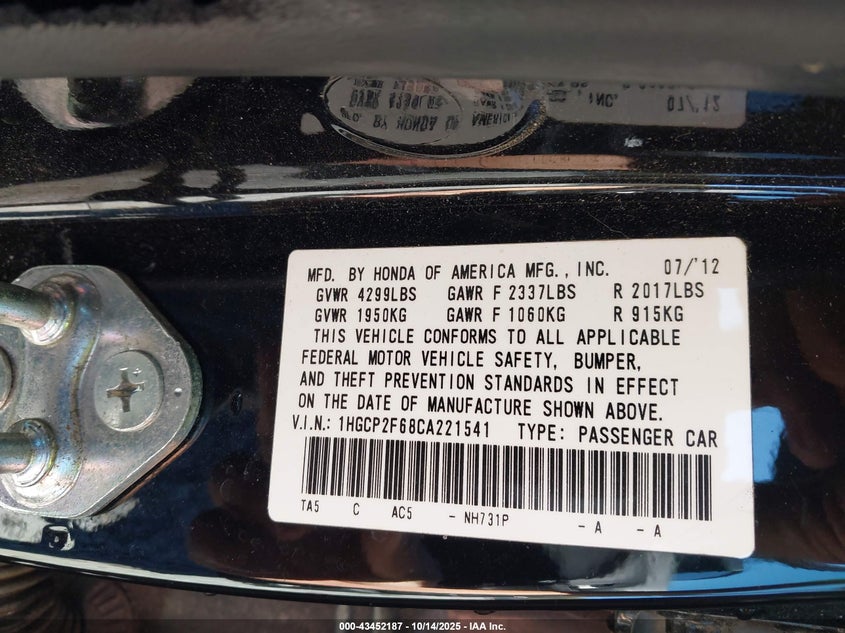 MFD. BY HONDA OF AMERICA MFG., INC. 07/'12
GVWR 4299LBS GAWR F 2337LBS R 2017LBS
GVWR 1950KG GAWR F 1060KG R 915KG
THIS VEHICLE CONFORMS TO ALL APPLICABLE
FEDERAL MOTOR VEHICLE SAFETY, BUMPER,
AND THEFT PREVENTION STANDARDS IN EFFECT
ON THE DATE OF MANUFACTURE SHOWN ABOVE.
V.I.N.: 1HGCP2F68CA221541 TYPE: PASSENGER CAR
TA5 C AC5 - NH731P - A - A
000-43452187 - 10/14/2025 - IAA Inc.